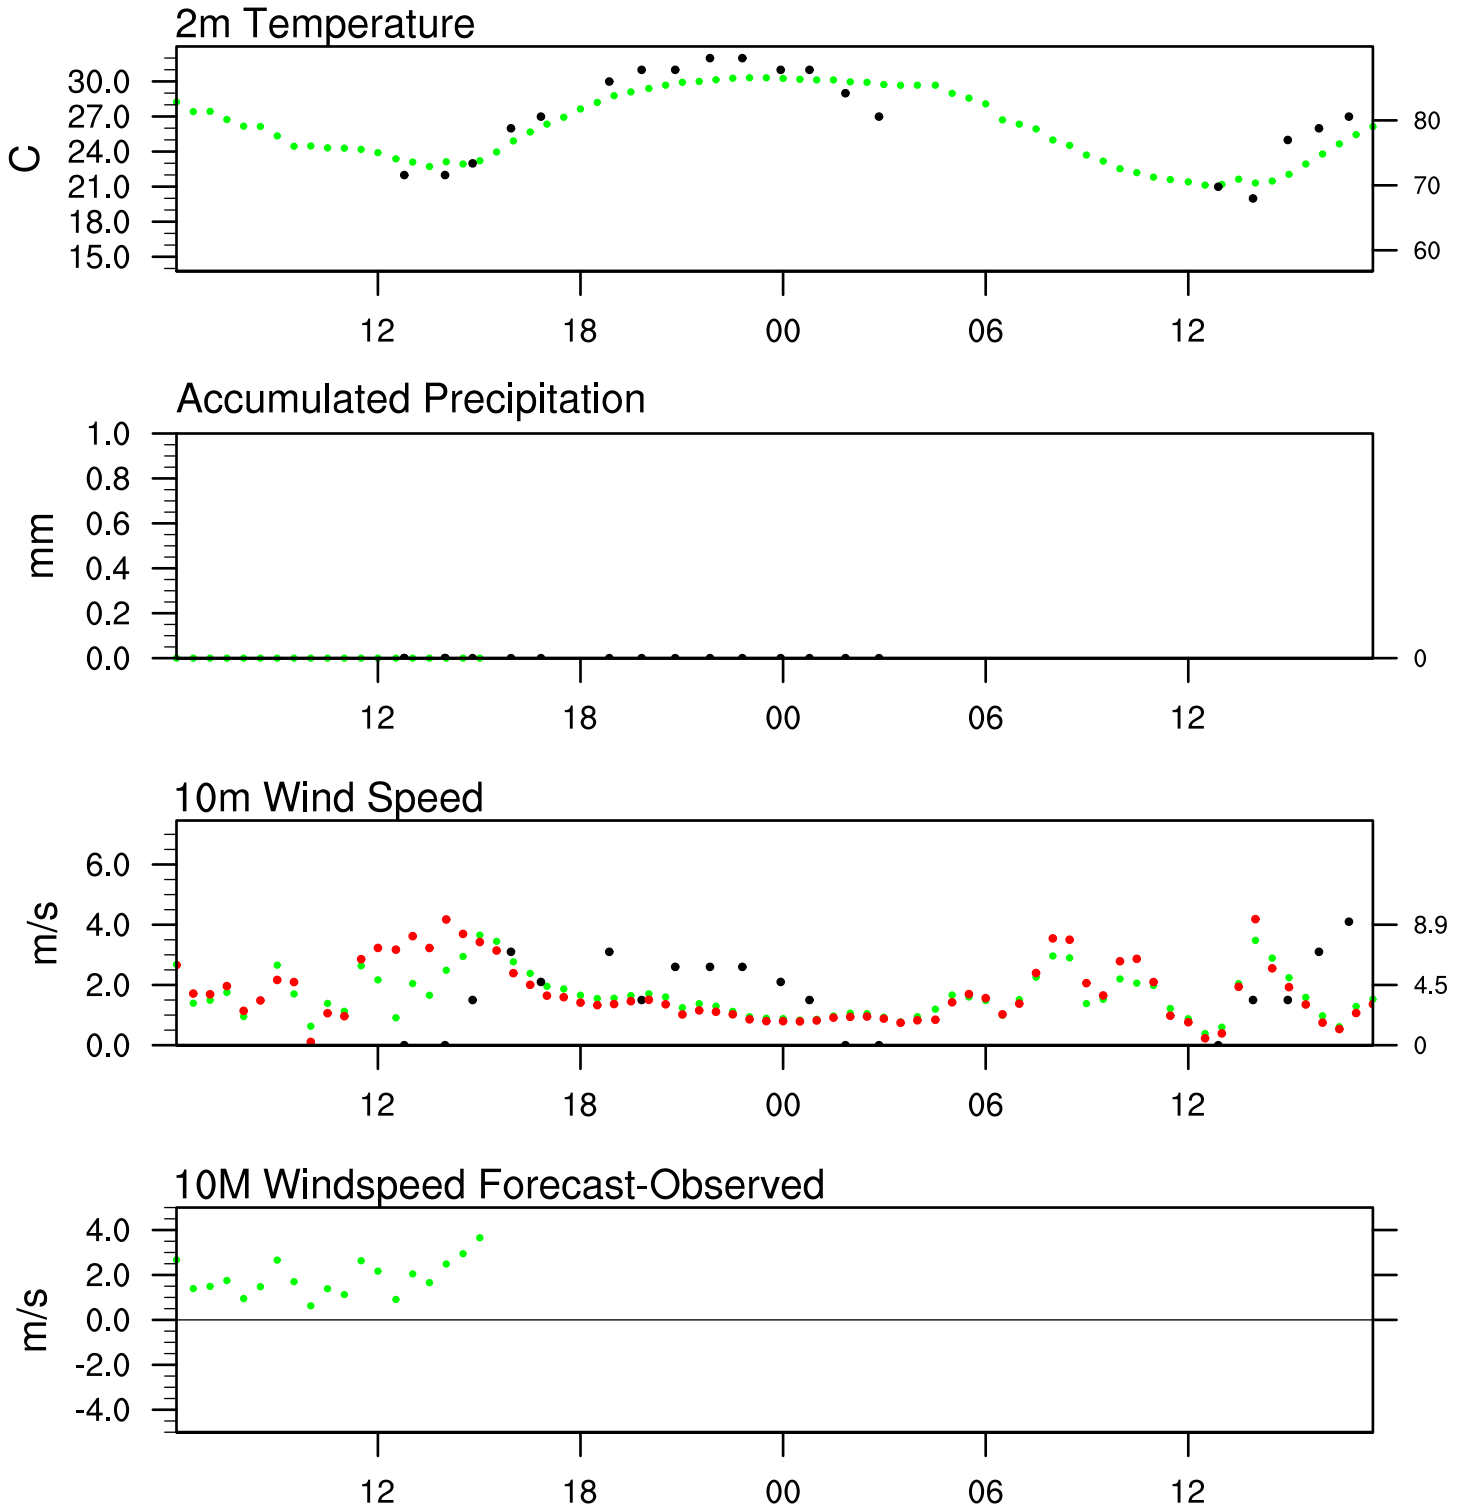 2m Temperature
30.0
27.0
24.0
21.0
18.0
15.0
C
80
70
60
12 18 00 06 12
Accumulated Precipitation
1.0
0.8
0.6
0.4
0.2
0.0
mm
0
12 18 00 06 12
10m Wind Speed
6.0
4.0
2.0
0.0
m/s
8.9
4.5
0
12 18 00 06 12
10M Windspeed Forecast-Observed
4.0
2.0
0.0
-2.0
-4.0
m/s
12 18 00 06 12